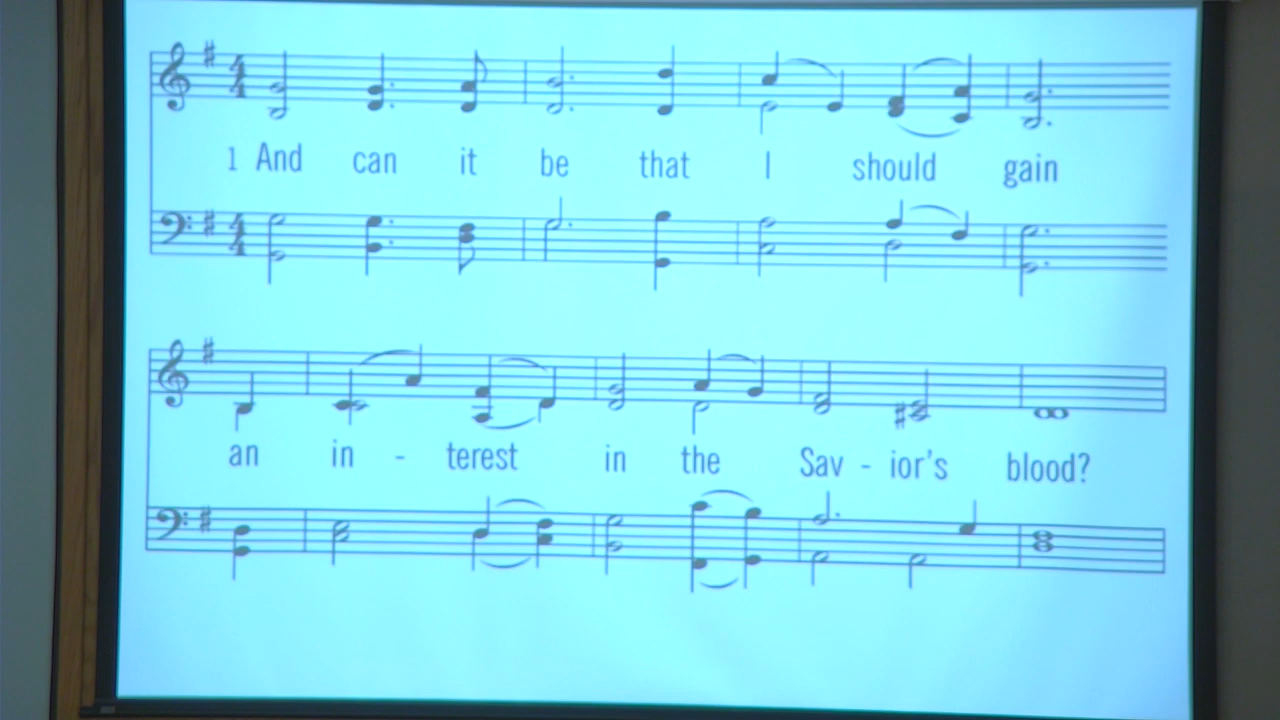 1 And can it be that I should gain
an in - terest in the Sav - ior's blood?